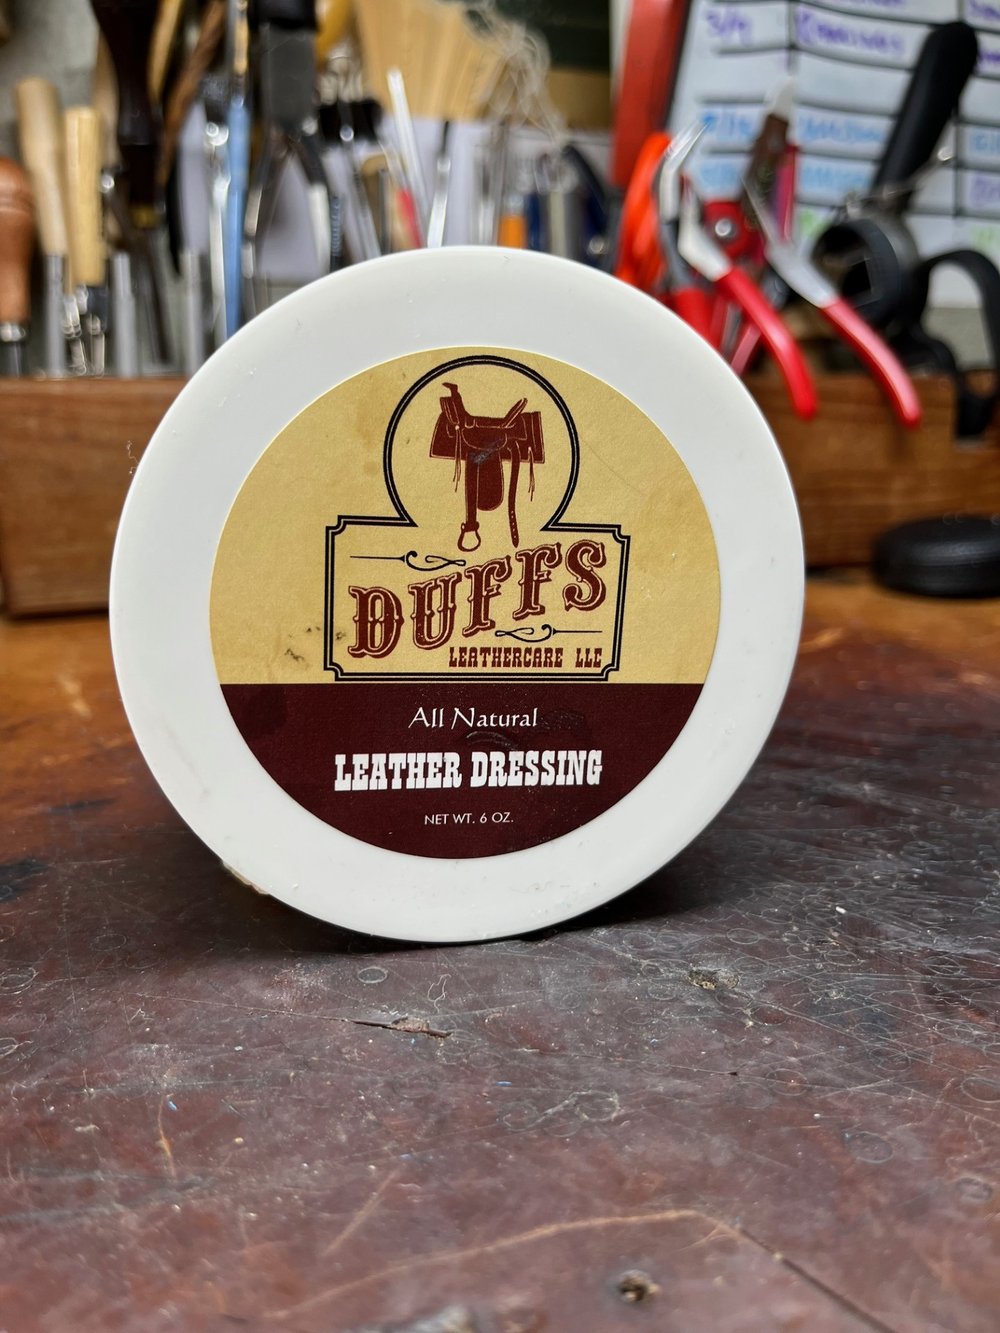 DUFFS
LEATHERCARE LLC
All Natural
LEATHER DRESSING
NET WT. 6 OZ.